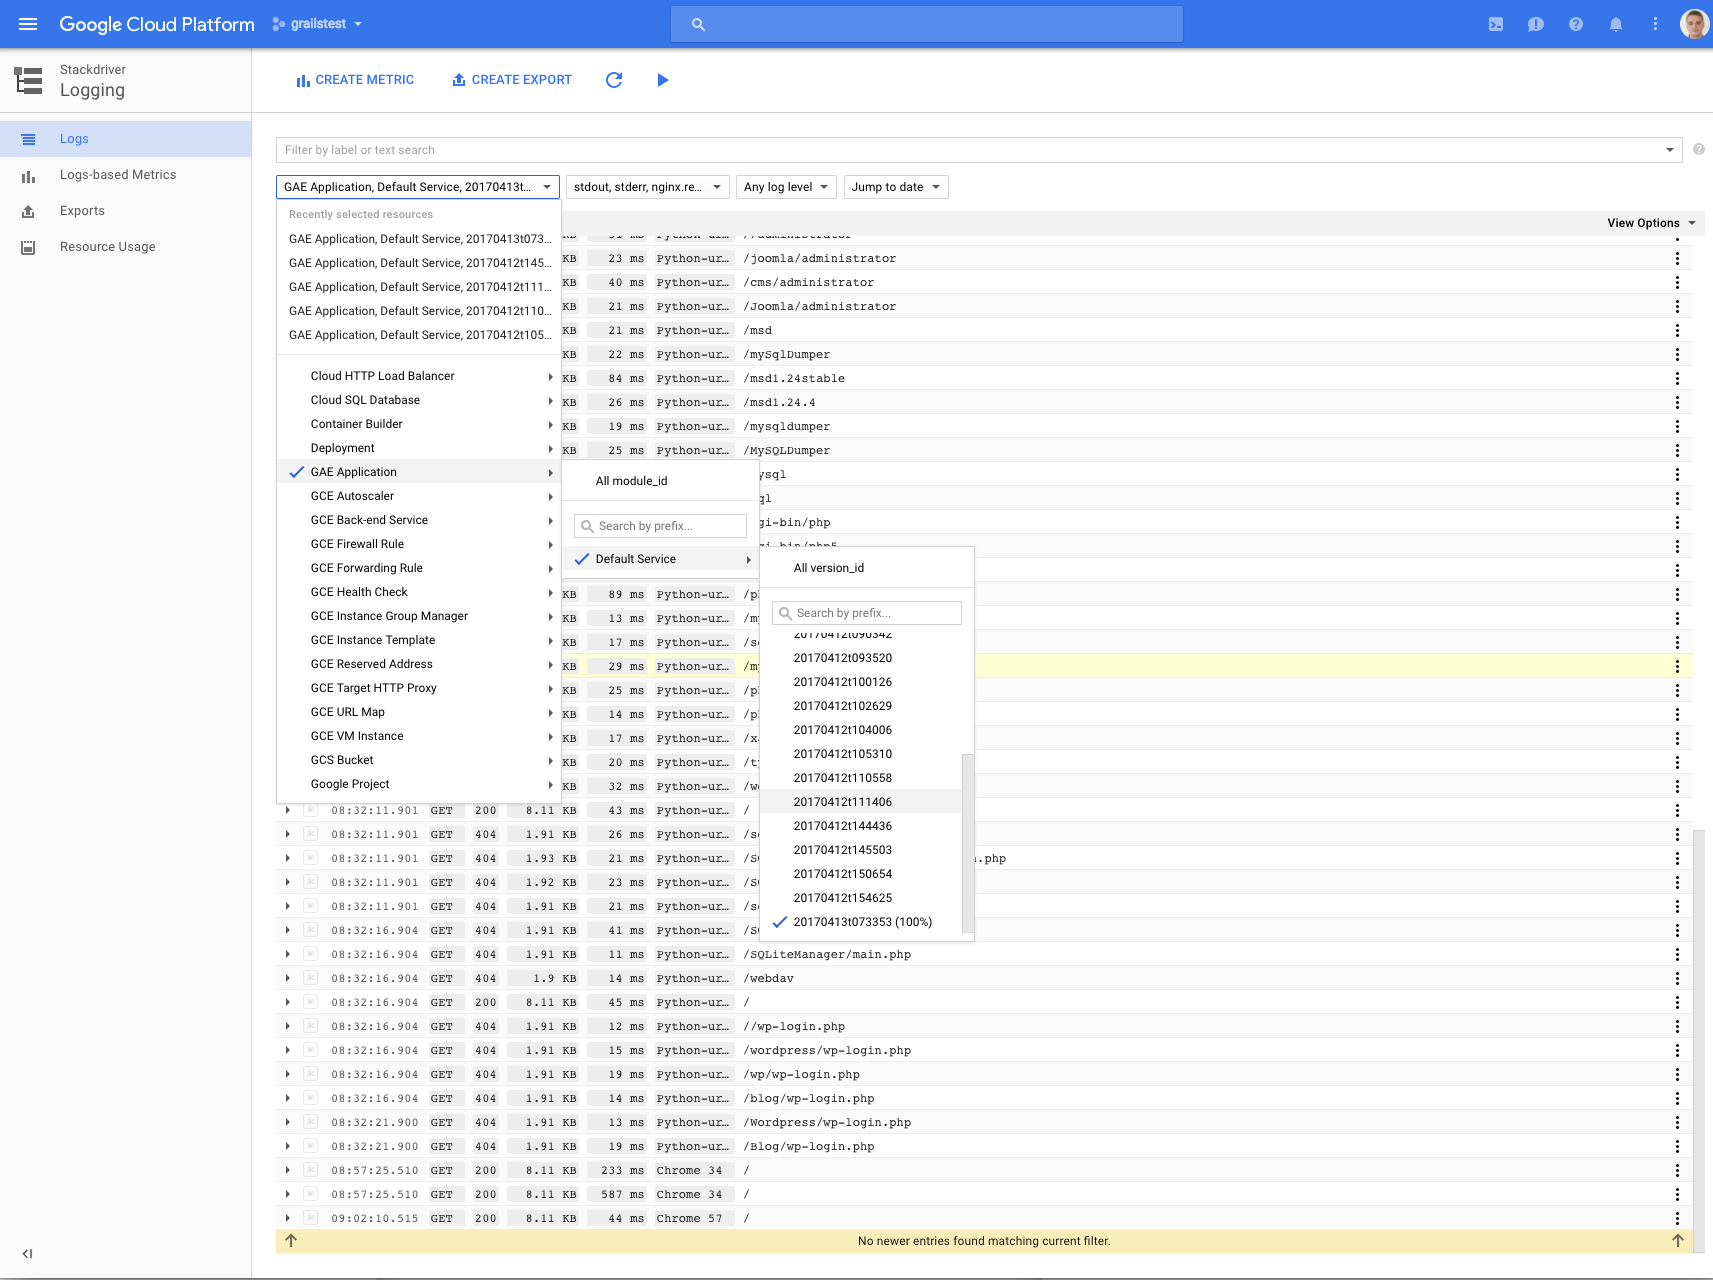 Google Cloud Platform grailstest
Stackdriver
Logging
CREATE METRIC CREATE EXPORT
Logs
Logs-based Metrics
Exports
Resource Usage
Filter by label or text search
GAE Application, Default Service, 20170413t... stdout, stderr, nginx.re... Any log level Jump to date
View Options
Recently selected resources
GAE Application, Default Service, 20170413t073...
GAE Application, Default Service, 20170412t145...
GAE Application, Default Service, 20170412t111...
GAE Application, Default Service, 20170412t110...
GAE Application, Default Service, 20170412t105...
Cloud HTTP Load Balancer
Cloud SQL Database
Container Builder
Deployment
GAE Application
GCE Autoscaler
GCE Back-end Service
GCE Firewall Rule
GCE Forwarding Rule
GCE Health Check
GCE Instance Group Manager
GCE Instance Template
GCE Reserved Address
GCE Target HTTP Proxy
GCE URL Map
GCE VM Instance
GCS Bucket
Google Project
All module_id
Search by prefix...
Default Service
All version_id
Search by prefix...
20170412t090342
20170412t093520
20170412t100126
20170412t102629
20170412t104006
20170412t105310
20170412t110558
20170412t111406
20170412t144436
20170412t145503
20170412t150654
20170412t154625
20170413t073353 (100%)
KB 23 ms Python-ur... /joomla/administrator
KB 40 ms Python-ur... /cms/administrator
KB 21 ms Python-ur... /Joomla/administrator
KB 21 ms Python-ur... /msd
KB 22 ms Python-ur... /mySqlDumper
KB 84 ms Python-ur... /msd1.24stable
KB 26 ms Python-ur... /msd1.24.4
KB 19 ms Python-ur... /mysqldumper
KB 25 ms Python-ur... /MySQLDumper
ysql
ql
gi-bin/php
gi-bin/php5
KB 89 ms Python-ur... /p
KB 13 ms Python-ur... /m
KB 17 ms Python-ur... /s
KB 29 ms Python-ur... /m
KB 25 ms Python-ur... /p
KB 14 ms Python-ur... /p
KB 17 ms Python-ur... /x
KB 20 ms Python-ur... /t
KB 32 ms Python-ur... /w
08:32:11.901 GET 200 8.11 KB 43 ms Python-ur... /
08:32:11.901 GET 404 1.91 KB 26 ms Python-ur... /s
08:32:11.901 GET 404 1.93 KB 21 ms Python-ur... /S .php
08:32:11.901 GET 404 1.92 KB 23 ms Python-ur... /S
08:32:11.901 GET 404 1.91 KB 21 ms Python-ur... /s
08:32:16.904 GET 404 1.91 KB 41 ms Python-ur... /S
08:32:16.904 GET 404 1.91 KB 11 ms Python-ur... /SQLiteManager/main.php
08:32:16.904 GET 404 1.9 KB 14 ms Python-ur... /webdav
08:32:16.904 GET 200 8.11 KB 45 ms Python-ur... /
08:32:16.904 GET 404 1.91 KB 12 ms Python-ur... //wp-login.php
08:32:16.904 GET 404 1.91 KB 15 ms Python-ur... /wordpress/wp-login.php
08:32:16.904 GET 404 1.91 KB 19 ms Python-ur... /wp/wp-login.php
08:32:16.904 GET 404 1.91 KB 14 ms Python-ur... /blog/wp-login.php
08:32:21.900 GET 404 1.91 KB 13 ms Python-ur... /Wordpress/wp-login.php
08:32:21.900 GET 404 1.91 KB 19 ms Python-ur... /Blog/wp-login.php
08:57:25.510 GET 200 8.11 KB 233 ms Chrome 34 /
08:57:25.510 GET 200 8.11 KB 587 ms Chrome 34 /
09:02:10.515 GET 200 8.11 KB 44 ms Chrome 57 /
No newer entries found matching current filter.